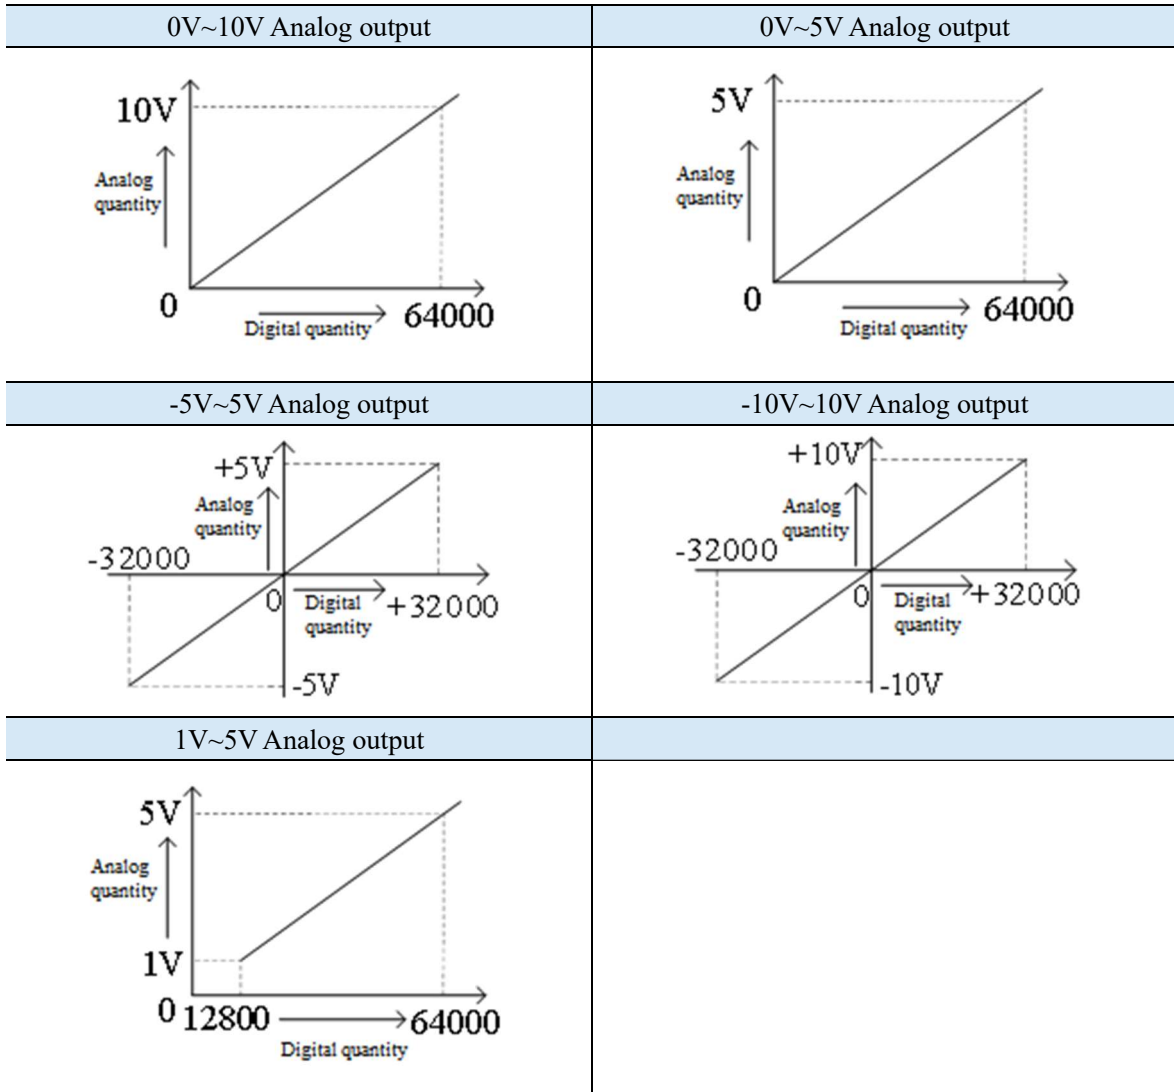 0V~10V Analog output
0V~5V Analog output
10V
Analog
quantity
0
Digital quantity
64000
5V
Analog
quantity
0
Digital quantity
64000
-5V~5V Analog output
-10V~10V Analog output
+5V
Analog
quantity
-32000
0
Digital
quantity
+32000
-5V
+10V
Analog
quantity
-32000
0
Digital
quantity
+32000
-10V
1V~5V Analog output
5V
Analog
quantity
1V
0
12800
64000
Digital quantity